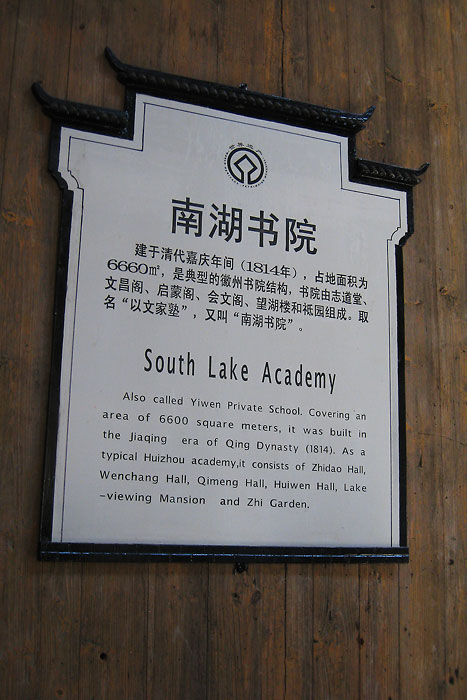 南湖书院
建于清代嘉庆年间（1814年），占地面积为
6660㎡，是典型的徽州书院结构，书院由志道堂、
文昌阁、启蒙阁、会文阁、望湖楼和祗园组成。取
名“以文家塾”，又叫“南湖书院”。
South Lake Academy
Also called Yiwen Private School. Covering an
area of 6600 square meters, it was built in
the Jiaqing era of Qing Dynasty (1814). As a
typical Huizhou academy,it consists of Zhidao Hall,
Wenchang Hall, Qimeng Hall, Huiwen Hall, Lake
-viewing Mansion and Zhi Garden.